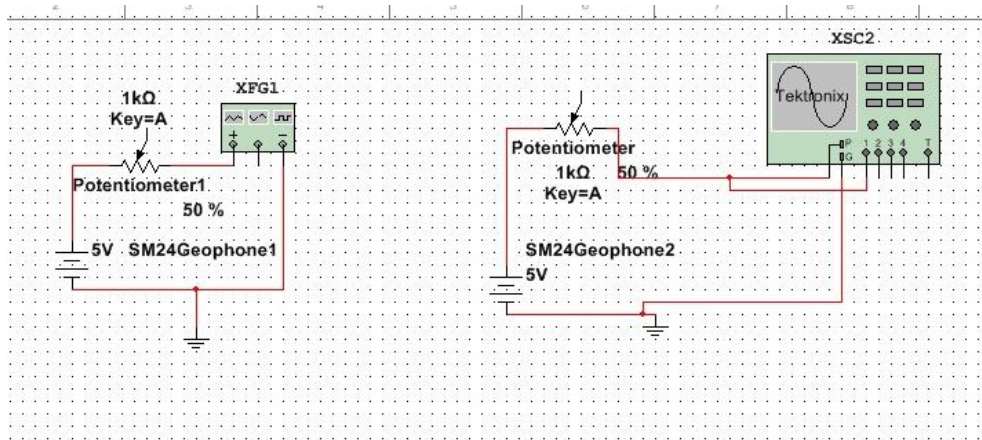 XSC2
XFG1
1kΩ
Key=A
Tektronix
Potentiometer
P
G
1 2 3 4 T
1kΩ
50 %
Key=A
Potentiometer1
50 %
5V
SM24Geophone1
SM24Geophone2
5V